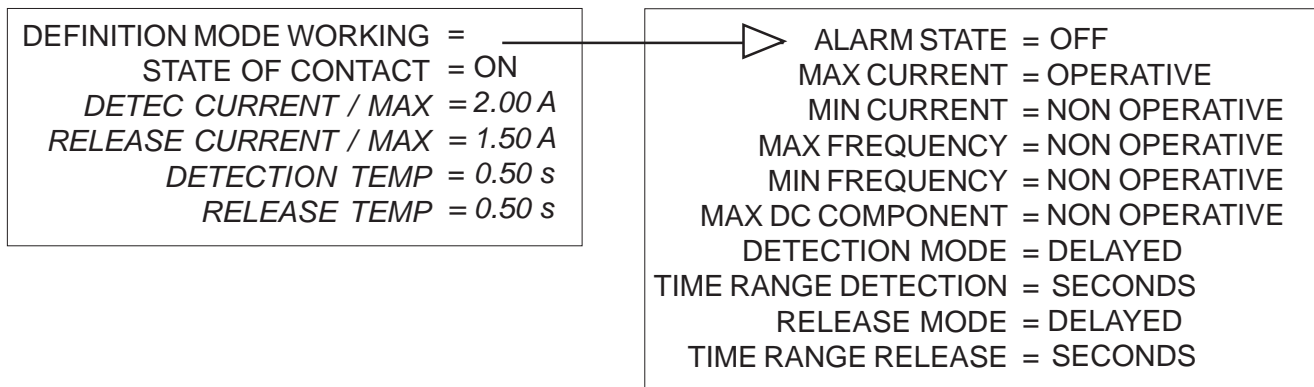 DEFINITION MODE WORKING =
STATE OF CONTACT = ON
DETEC CURRENT / MAX = 2.00 A
RELEASE CURRENT / MAX = 1.50 A
DETECTION TEMP = 0.50 s
RELEASE TEMP = 0.50 s
ALARM STATE = OFF
MAX CURRENT = OPERATIVE
MIN CURRENT = NON OPERATIVE
MAX FREQUENCY = NON OPERATIVE
MIN FREQUENCY = NON OPERATIVE
MAX DC COMPONENT = NON OPERATIVE
DETECTION MODE = DELAYED
TIME RANGE DETECTION = SECONDS
RELEASE MODE = DELAYED
TIME RANGE RELEASE = SECONDS